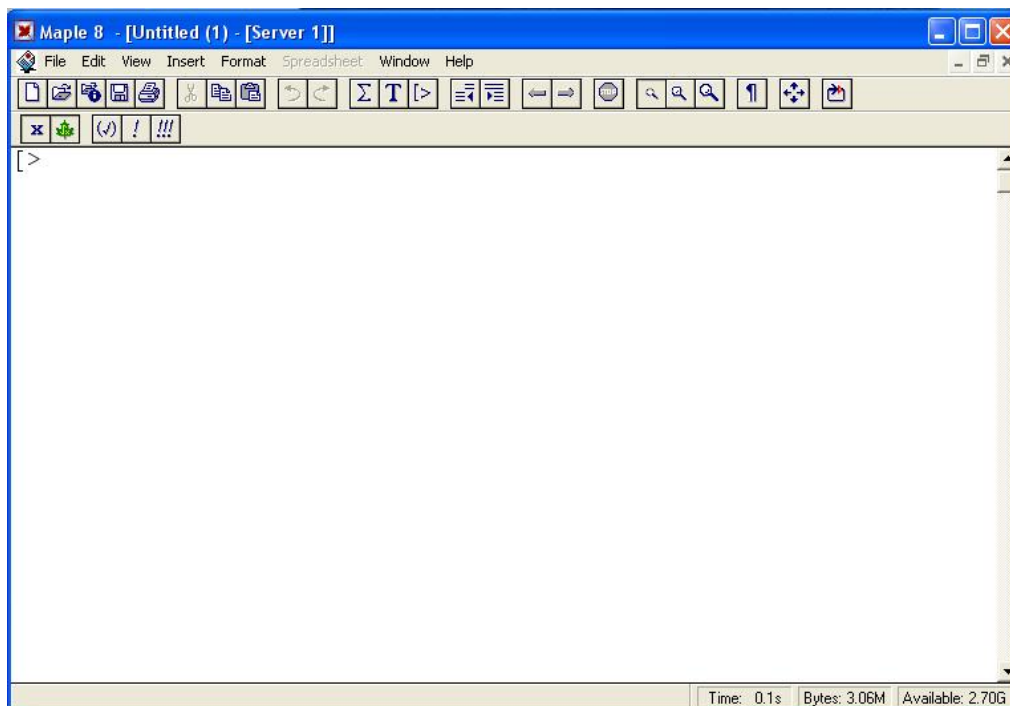 Maple 8 - [Untitled (1) - [Server 1]]
File Edit View Insert Format Spreadsheet Window Help
Σ T [>
x (√) ! !!!
[>
Time: 0.1s Bytes: 3.06M Available: 2.70G